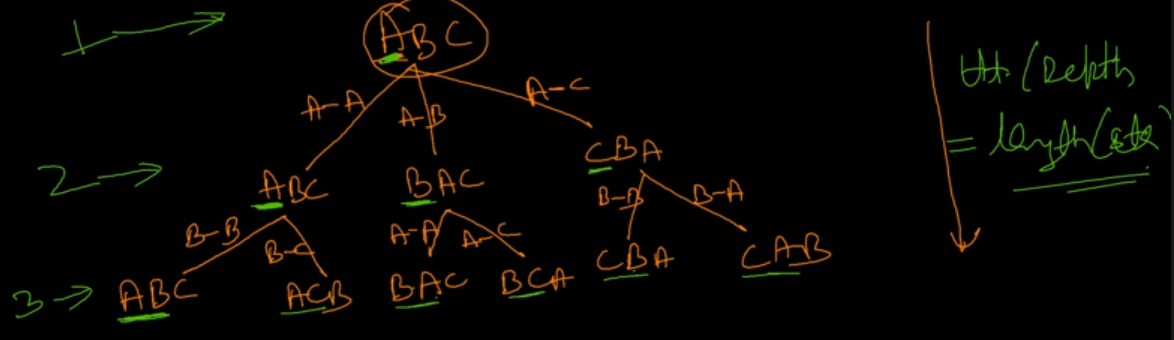 1 → ABC
A-A A-B A-C
Ht. (Depth
= length(str)
2 → ABC BAC CBA
B-B B-C A-A A-C B-B B-A
3 → ABC ACB BAC BCA CBA CAB